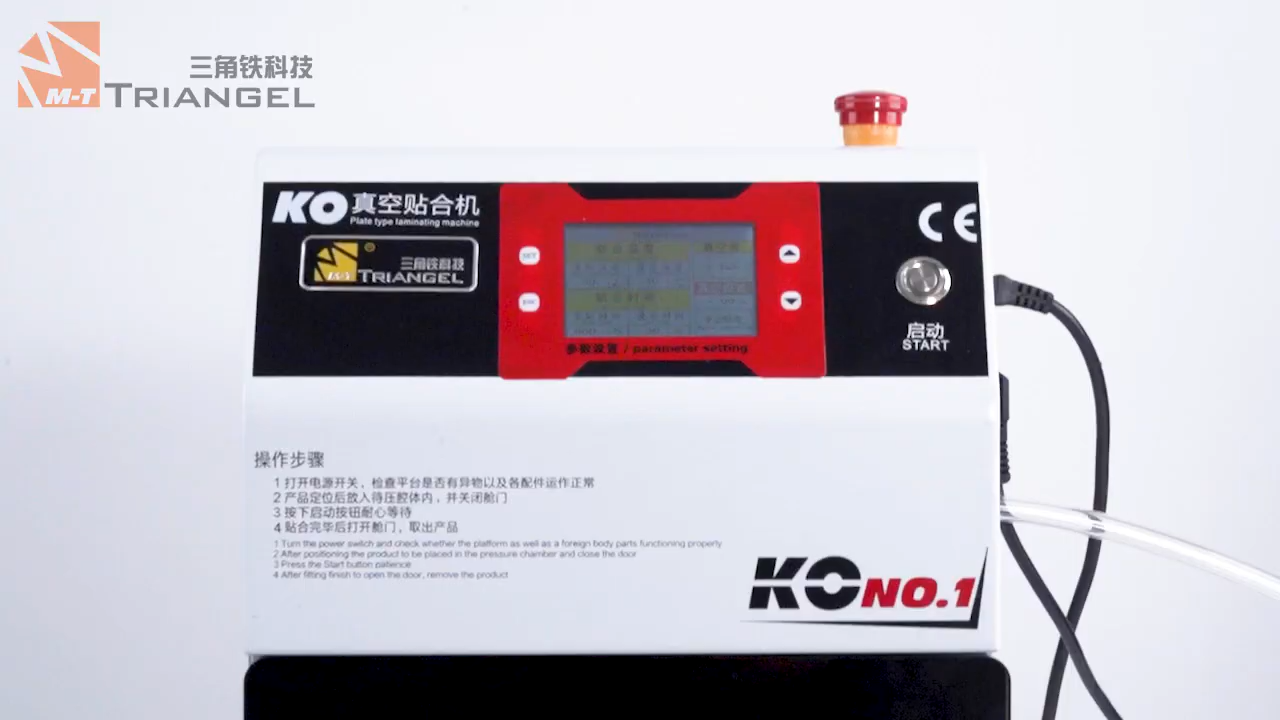 三角铁科技
M-T TRIANGEL
KO 真空贴合机
Plate type laminating machine
三角铁科技
TRIANGEL
SET
ESC
参数设置 / parameter setting
CE
启动
START
操作步骤
1 打开电源开关，检查平台是否有异物以及各配件运作正常
2 产品定位后放入待压腔体内，并关闭舱门
3 按下启动按钮耐心等待
4 贴合完毕后打开舱门，取出产品
1 Turn the power switch and check whether the platform as well as a foreign body parts functioning properly
2 After positioning the product to be placed in the pressure chamber and close the door
3 Press the Start button patience
4 After fitting finish to open the door, remove the product
KO NO.1